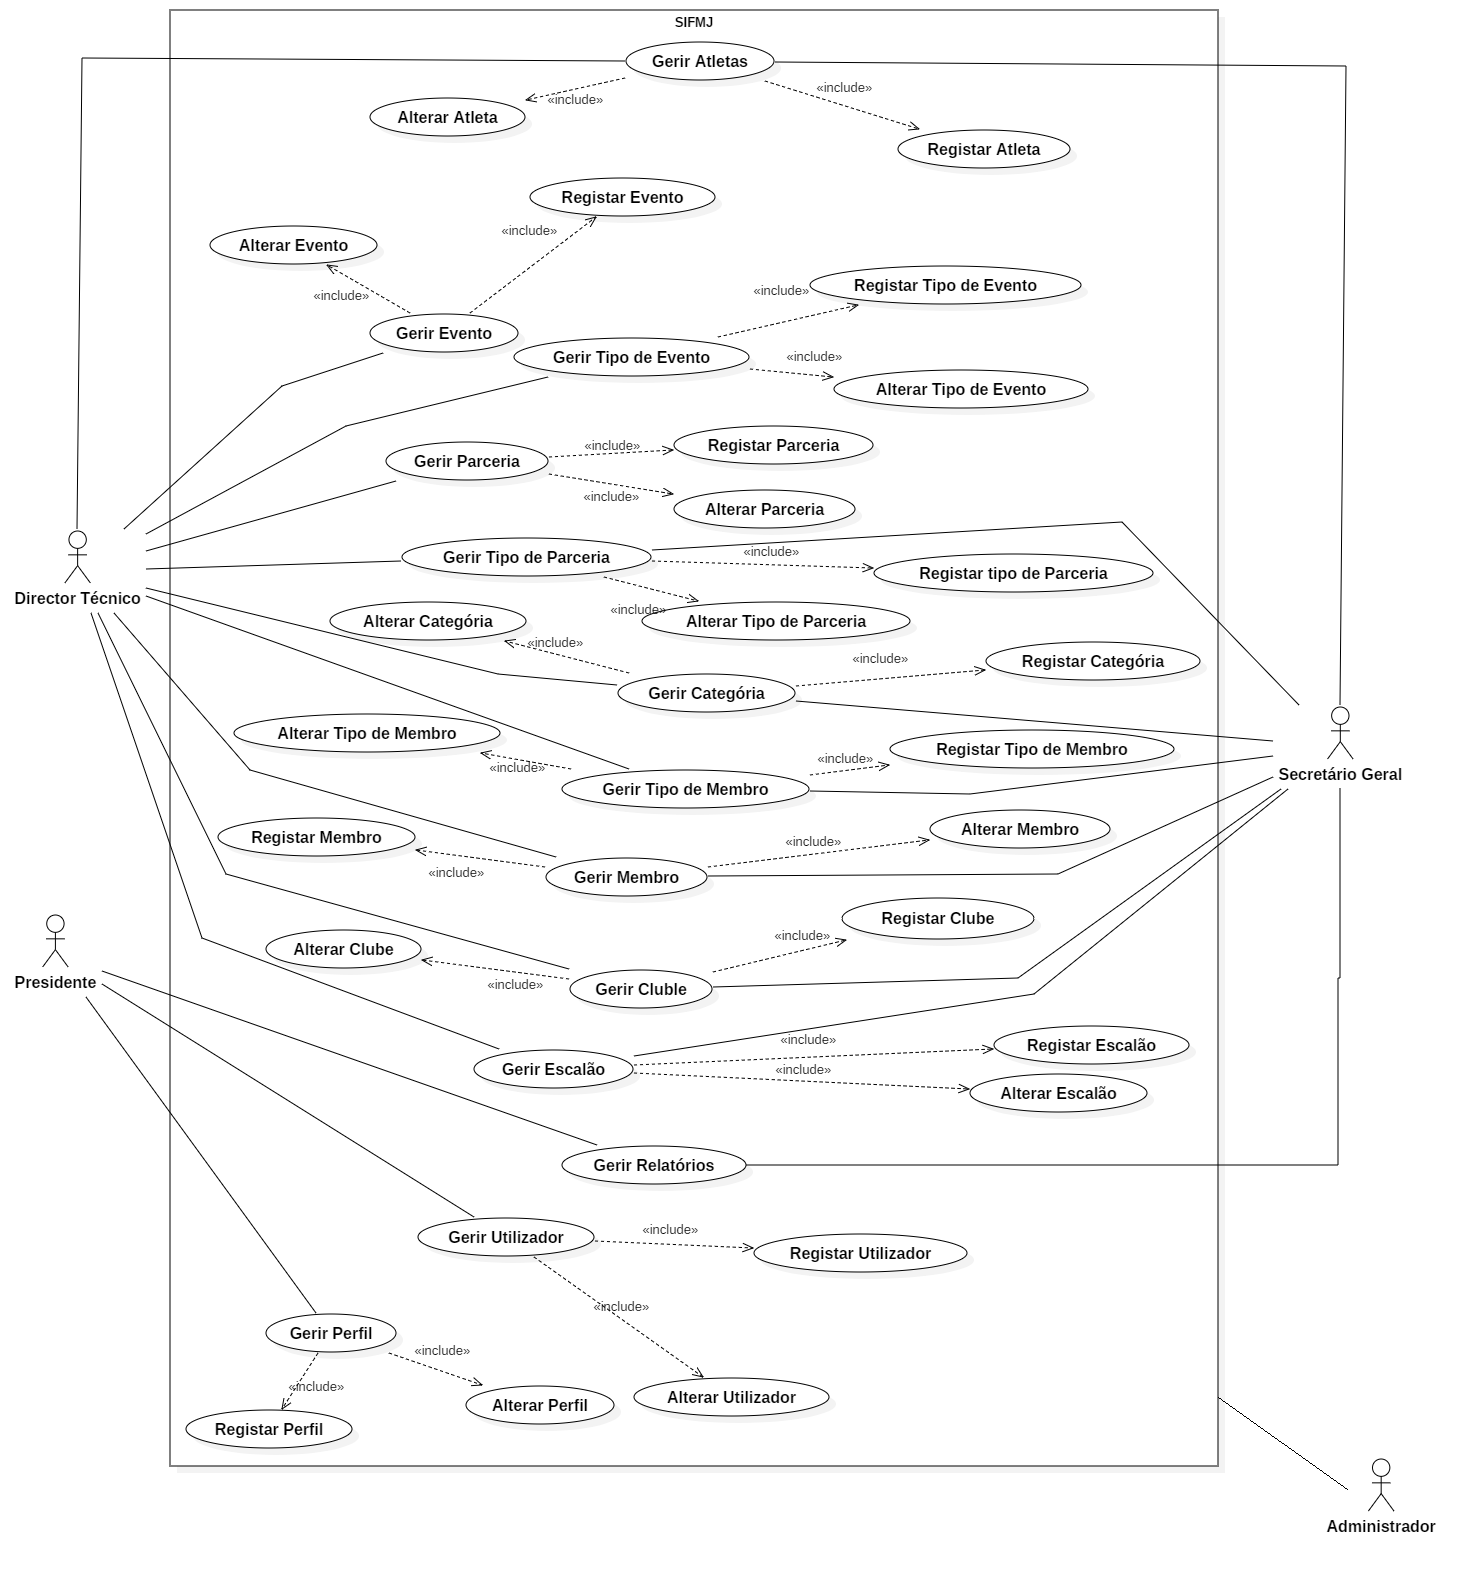 SIFMJ
Gerir Atletas
«include»
«include»
Alterar Atleta
Registar Atleta
Registar Evento
«include»
Alterar Evento
«include»
Registar Tipo de Evento
«include»
Gerir Evento
Gerir Tipo de Evento
«include»
Alterar Tipo de Evento
Gerir Parceria
«include»
Registar Parceria
«include»
Alterar Parceria
Gerir Tipo de Parceria
«include»
Registar tipo de Parceria
Director Técnico
«include»
Alterar Categória
Alterar Tipo de Parceria
«include»
«include»
Registar Categória
Gerir Categória
Alterar Tipo de Membro
«include»
«include»
Registar Tipo de Membro
Gerir Tipo de Membro
Secretário Geral
Registar Membro
«include»
Alterar Membro
«include»
Gerir Membro
Registar Clube
«include»
Alterar Clube
«include»
Gerir Cluble
Presidente
«include»
Registar Escalão
Gerir Escalão
«include»
Alterar Escalão
Gerir Relatórios
Gerir Utilizador
«include»
Registar Utilizador
«include»
Gerir Perfil
«include»
«include»
Alterar Perfil
Alterar Utilizador
Registar Perfil
Administrador